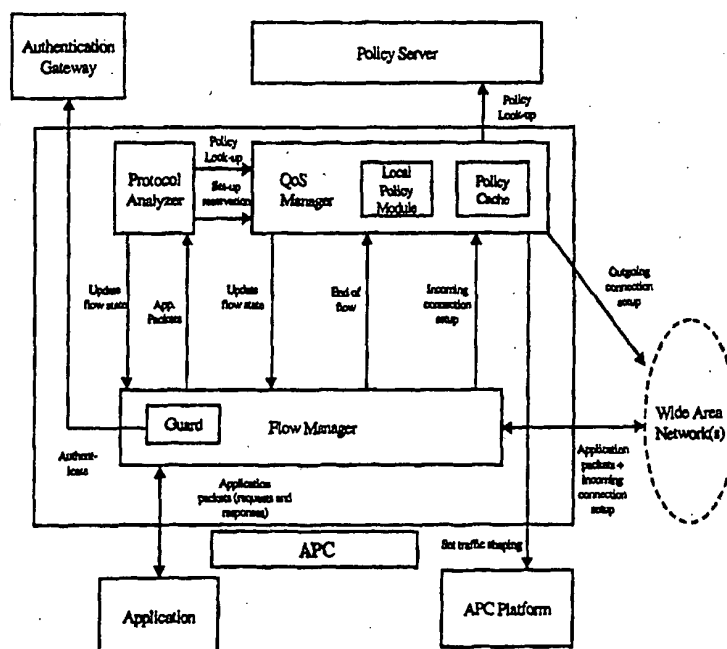 Authentication
Gateway
Policy Server
Policy
Look-up
Policy
Look-up
Set-up
reservation
Protocol
Analyzer
QoS
Manager
Local
Policy
Module
Policy
Cache
Update
flow state
App.
Packets
Update
flow state
End of
flow
Incoming
connection
setup
Outgoing
connection
setup
Guard
Flow Manager
Wide Area
Network(s)
Authent-
icate
Application
packets (requests and
responses)
Application
packets +
incoming
connection
setup
APC
Set traffic shaping
Application
APC Platform